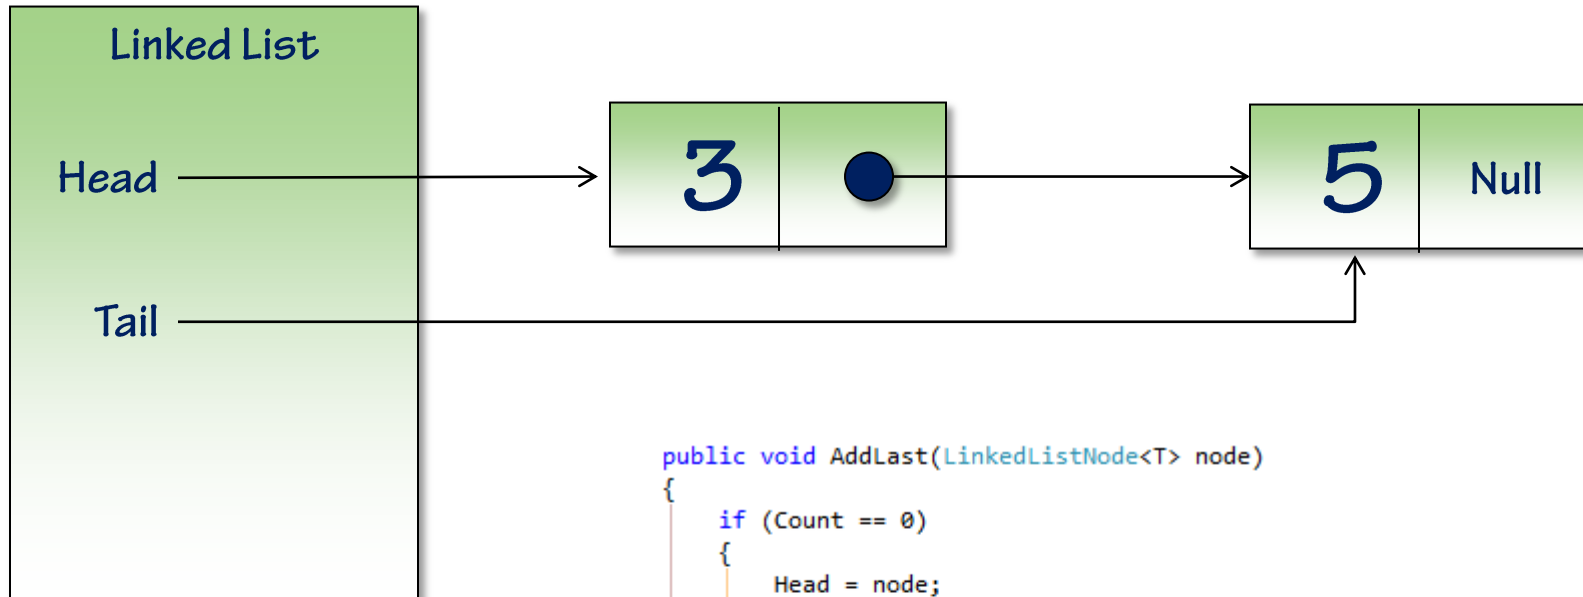 Linked List
Head
3
5
Null
Tail
public void AddLast(LinkedListNode<T> node)
{
if (Count == 0)
{
Head = node;